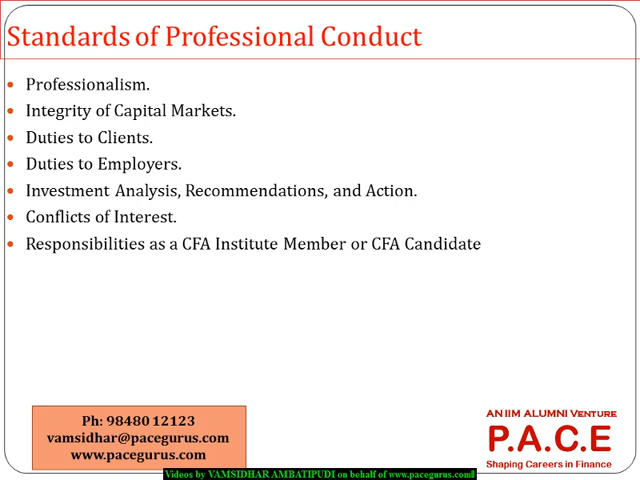 Standards of Professional Conduct
Professionalism.
Integrity of Capital Markets.
Duties to Clients.
Duties to Employers.
Investment Analysis, Recommendations, and Action.
Conflicts of Interest.
Responsibilities as a CFA Institute Member or CFA Candidate
Ph: 98480 12123
vamsidhar@pacegurus.com
www.pacegurus.com
AN IIM ALUMNI VENTURE
P.A.C.E
Shaping Careers in Finance
Videos by VAMSIDHAR AMBATIPUDI on behalf of www.pacegurus.com